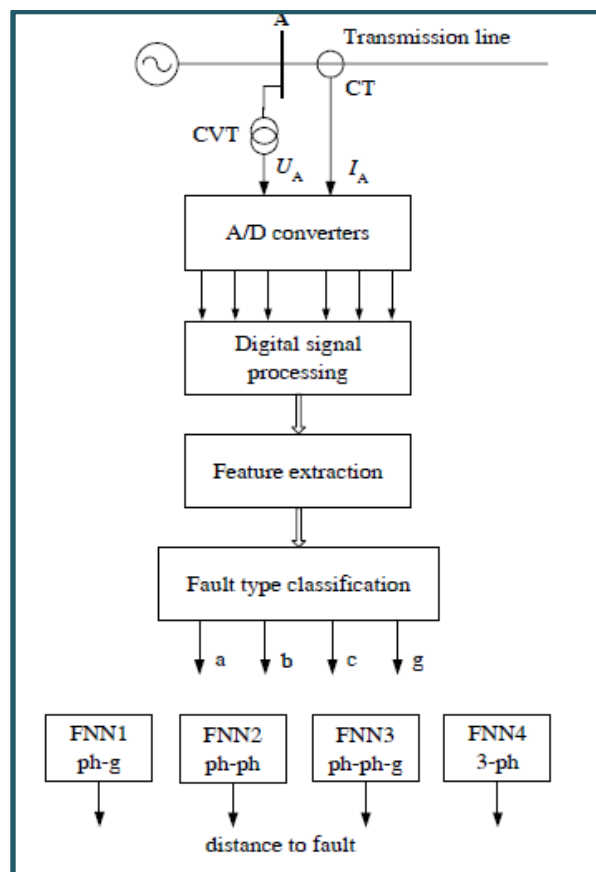 A
Transmission line
CT
CVT
U_A
I_A
A/D converters
Digital signal
processing
Feature extraction
Fault type classification
a b c g
FNN1 FNN2 FNN3 FNN4
ph-g ph-ph ph-ph-g 3-ph
distance to fault